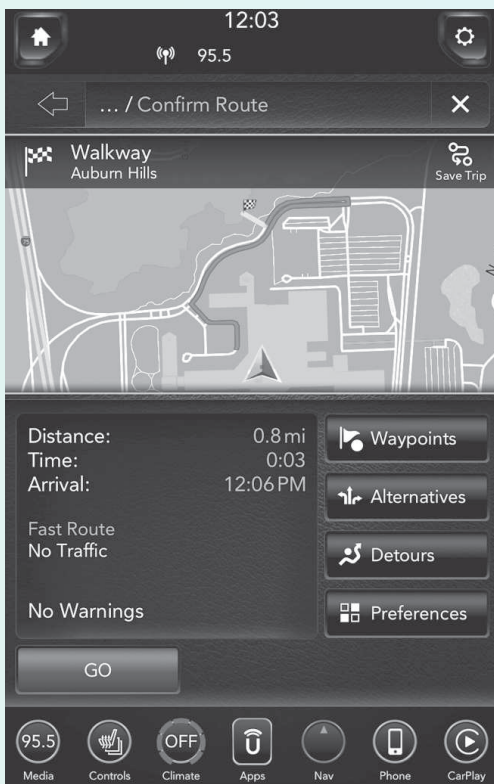 12:03
95.5
... / Confirm Route
Walkway
Auburn Hills
Save Trip
Distance: 0.8 mi
Time: 0:03
Arrival: 12:06 PM
Fast Route
No Traffic
No Warnings
Waypoints
Alternatives
Detours
Preferences
GO
95.5
OFF
Media Controls Climate Apps Nav Phone CarPlay